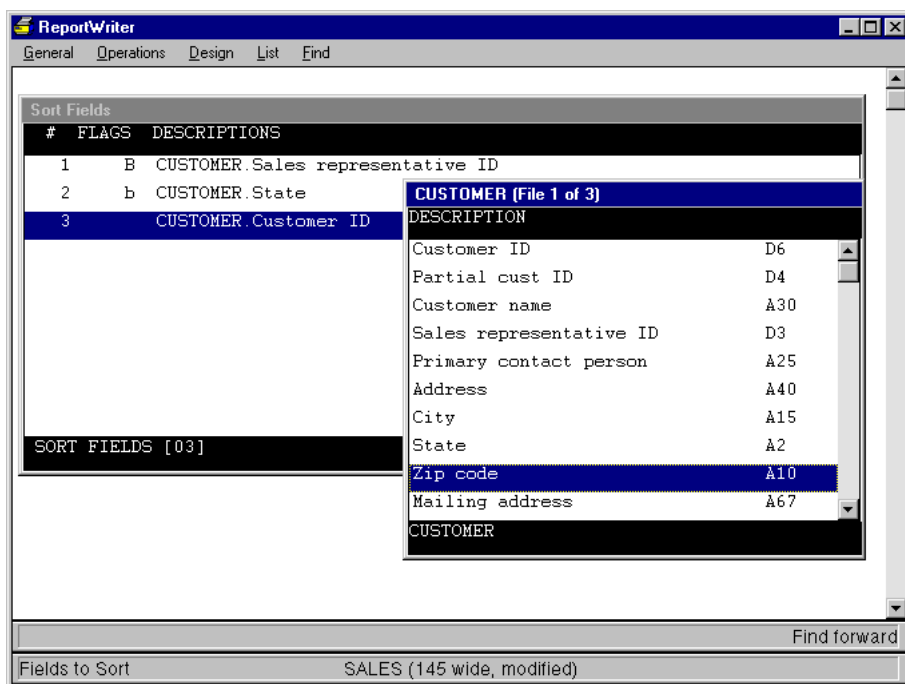 ReportWriter
General Operations Design List Find
Sort Fields
# FLAGS DESCRIPTIONS
1 B CUSTOMER.Sales representative ID
2 b CUSTOMER.State
3 CUSTOMER.Customer ID
SORT FIELDS [03]
CUSTOMER (File 1 of 3)
DESCRIPTION
Customer ID D6
Partial cust ID D4
Customer name A30
Sales representative ID D3
Primary contact person A25
Address A40
City A15
State A2
Zip code A10
Mailing address A67
CUSTOMER
Find forward
Fields to Sort SALES (145 wide, modified)